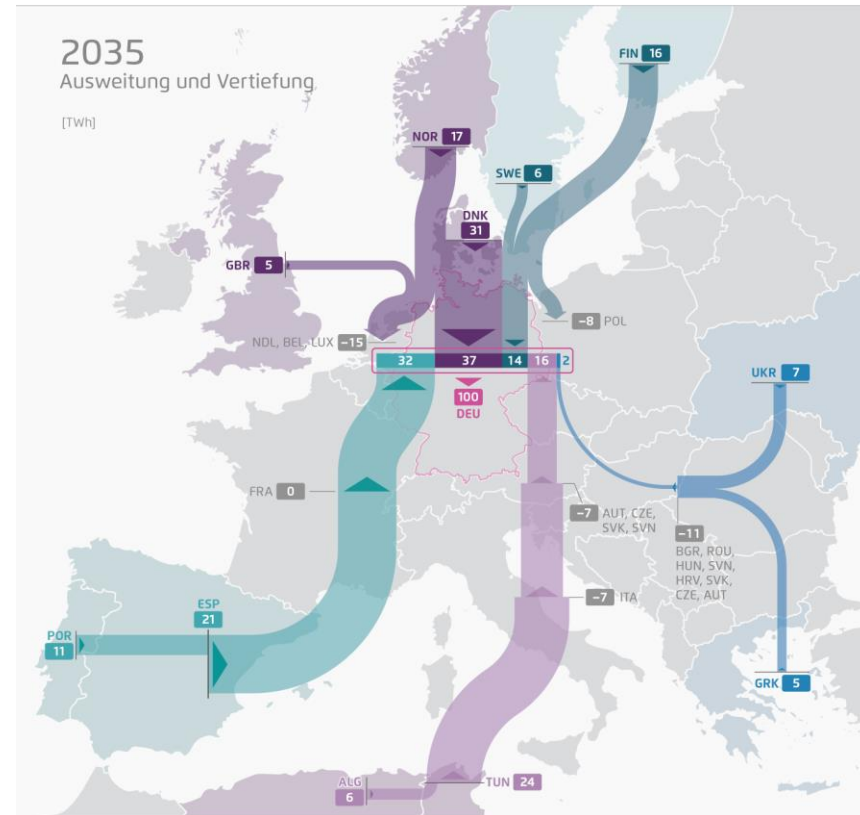 2035
Ausweitung und Vertiefung
[TWh]
FIN 16
NOR 17
SWE 6
DNK
31
GBR 5
NDL, BEL, LUX −15
−8 POL
32 37 14 16 2
100
DEU
UKR 7
FRA 0
−7 AUT, CZE,
SVK, SVN
−11
BGR, ROU,
HUN, SVN,
HRV, SVK,
CZE, AUT
−7 ITA
ESP
21
POR
11
GRK 5
ALG
6
TUN 24